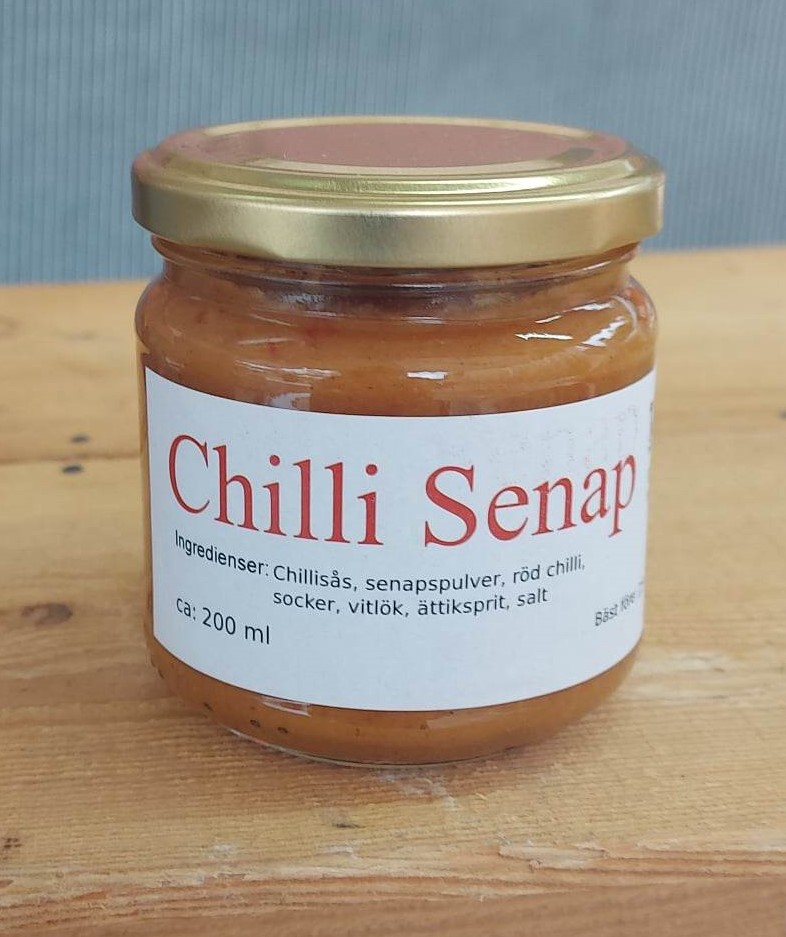 Chilli Senap
Ingredienser: Chillisås, senapspulver, röd chilli,
socker, vitlök, ättiksprit, salt
ca: 200 ml
Bäst före